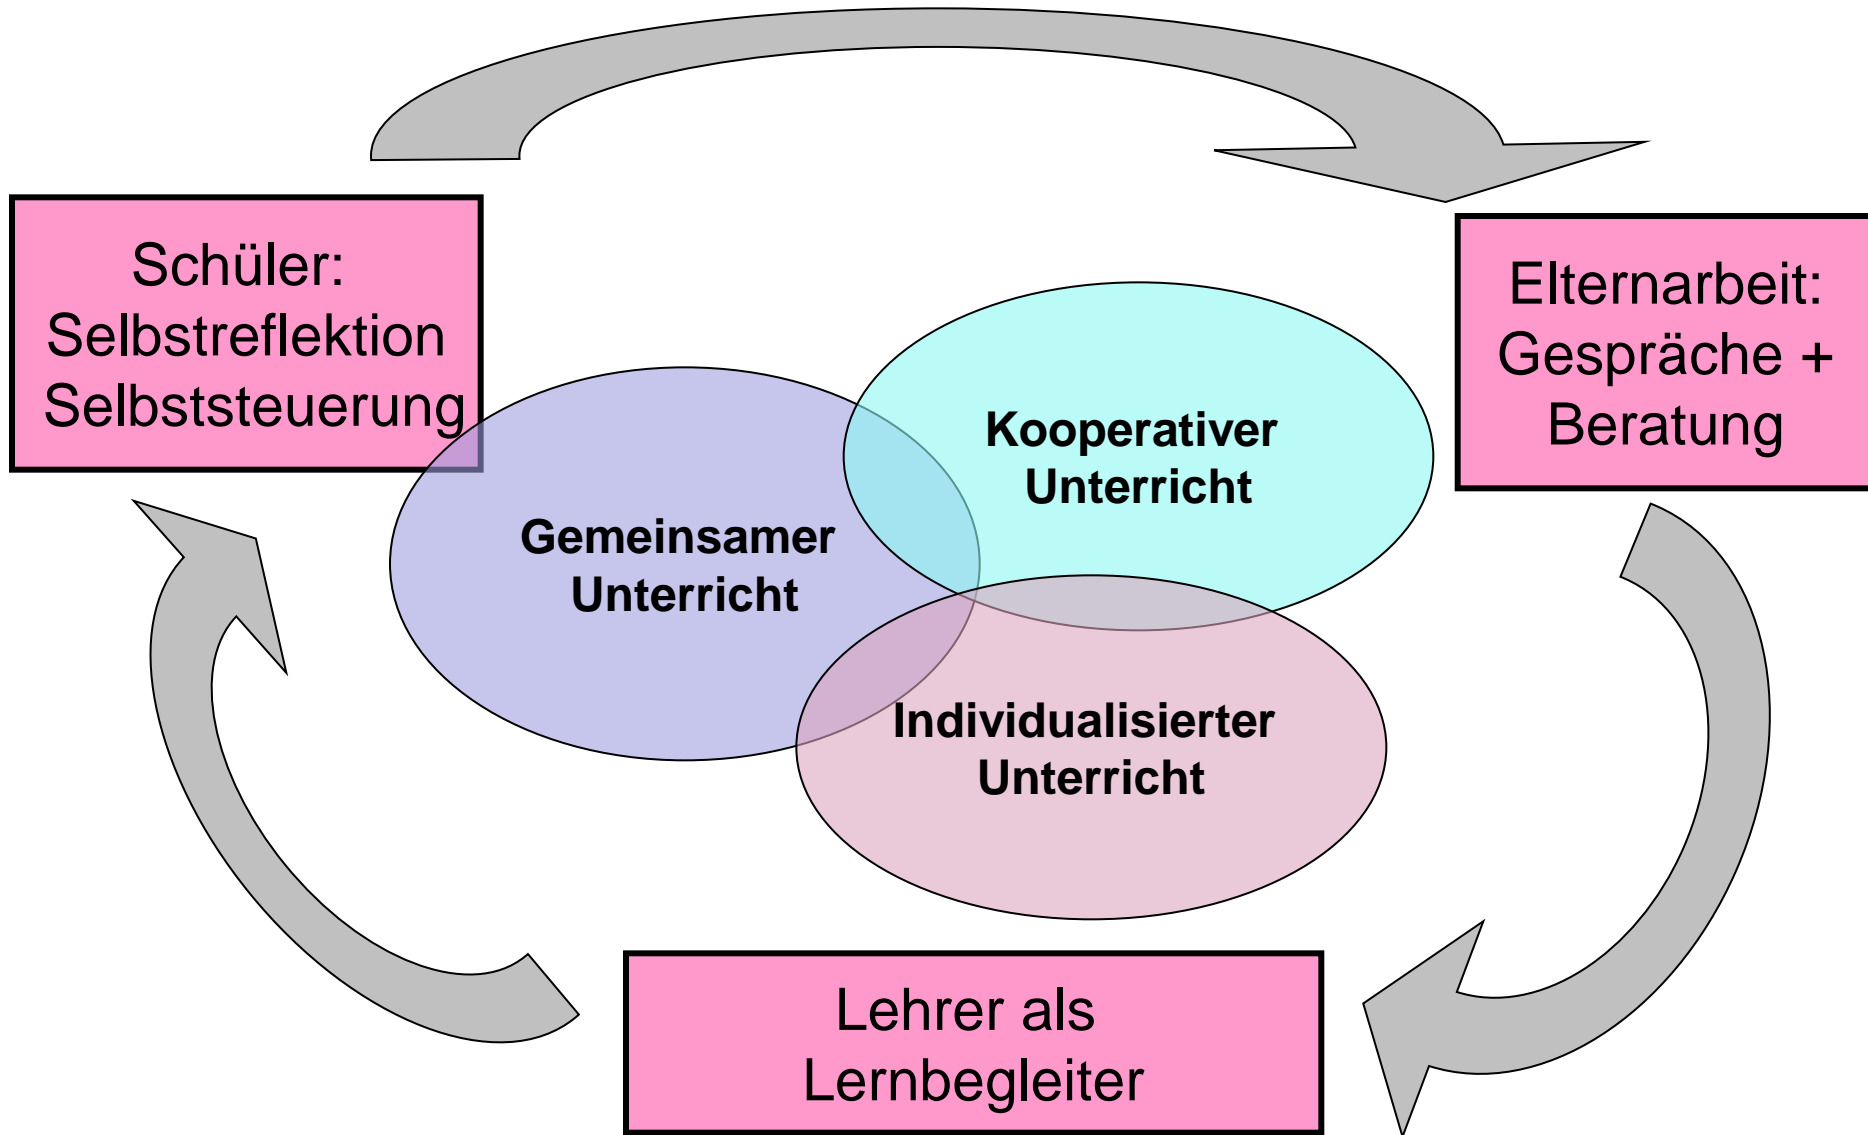 Schüler:
Selbstreflektion
Selbststeuerung
Elternarbeit:
Gespräche +
Beratung
Kooperativer
Unterricht
Gemeinsamer
Unterricht
Individualisierter
Unterricht
Lehrer als
Lernbegleiter